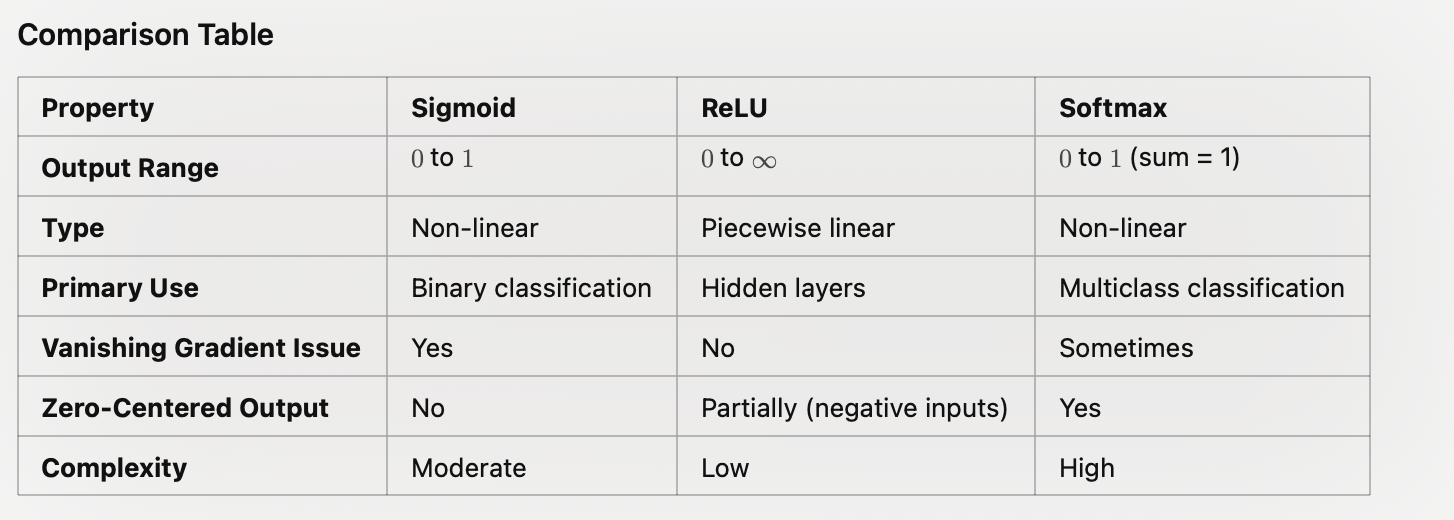 Comparison Table
Property Sigmoid ReLU Softmax
Output Range 0 to 1 0 to ∞ 0 to 1 (sum = 1)
Type Non-linear Piecewise linear Non-linear
Primary Use Binary classification Hidden layers Multiclass classification
Vanishing Gradient Issue Yes No Sometimes
Zero-Centered Output No Partially (negative inputs) Yes
Complexity Moderate Low High